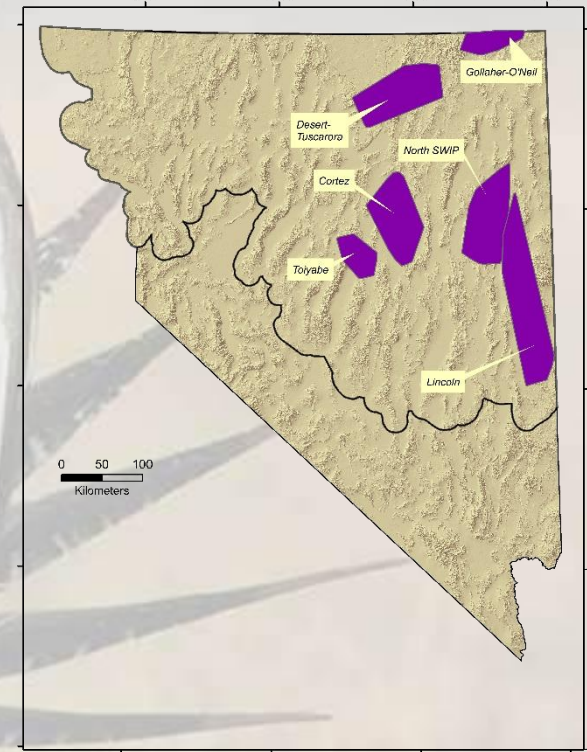 Gollaher-O'Neil
Desert-
Tuscarora
North SWIP
Cortez
Toiyabe
Lincoln
0 50 100
Kilometers